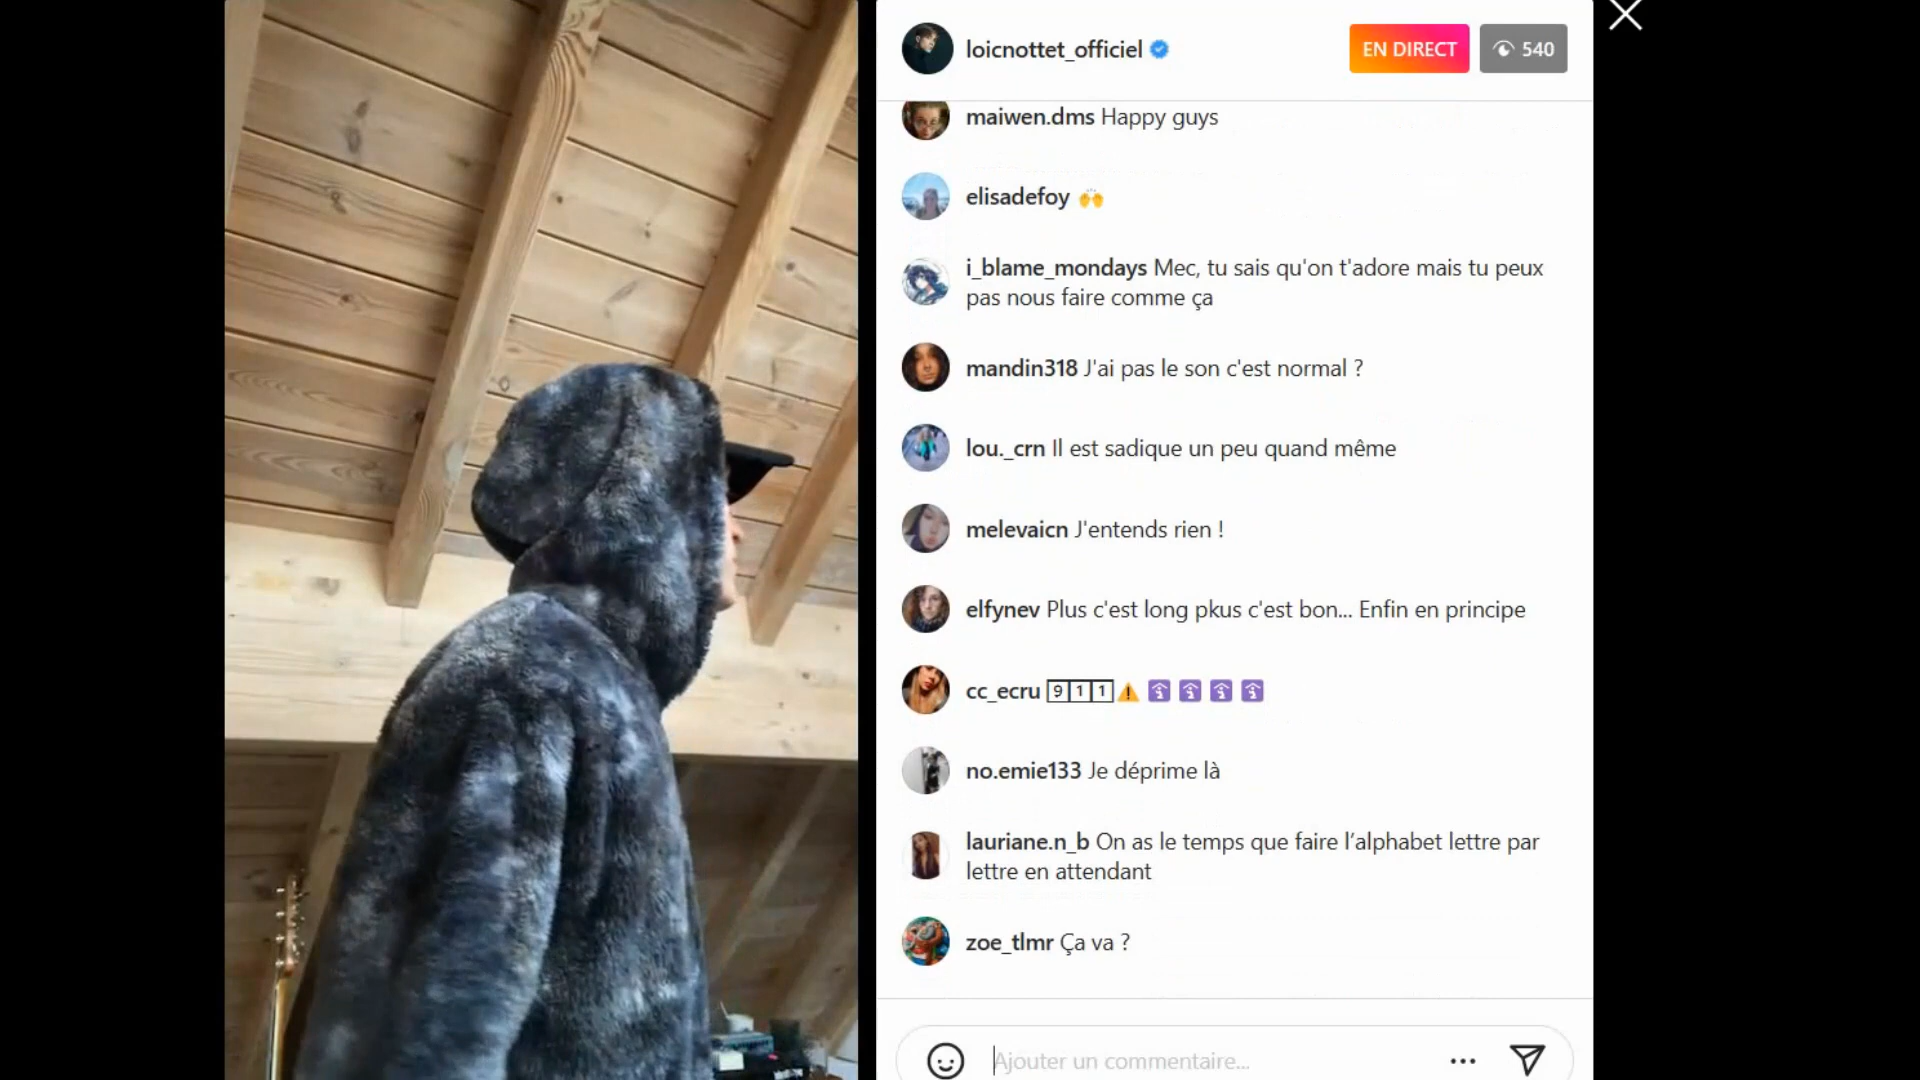 loicnottet_officiel
EN DIRECT
540
maiwen.dms Happy guys
elisadefoy 🙌
i_blame_mondays Mec, tu sais qu'on t'adore mais tu peux
pas nous faire comme ça
mandin318 J'ai pas le son c'est normal ?
lou._crn Il est sadique un peu quand même
melevaicn J'entends rien !
elfynev Plus c'est long pkus c'est bon... Enfin en principe
cc_ecru 9️⃣1️⃣1️⃣⚠️🛐🛐🛐🛐
no.emie133 Je déprime là
lauriane.n_b On as le temps que faire l’alphabet lettre par
lettre en attendant
zoe_tlmr Ça va ?
Ajouter un commentaire...